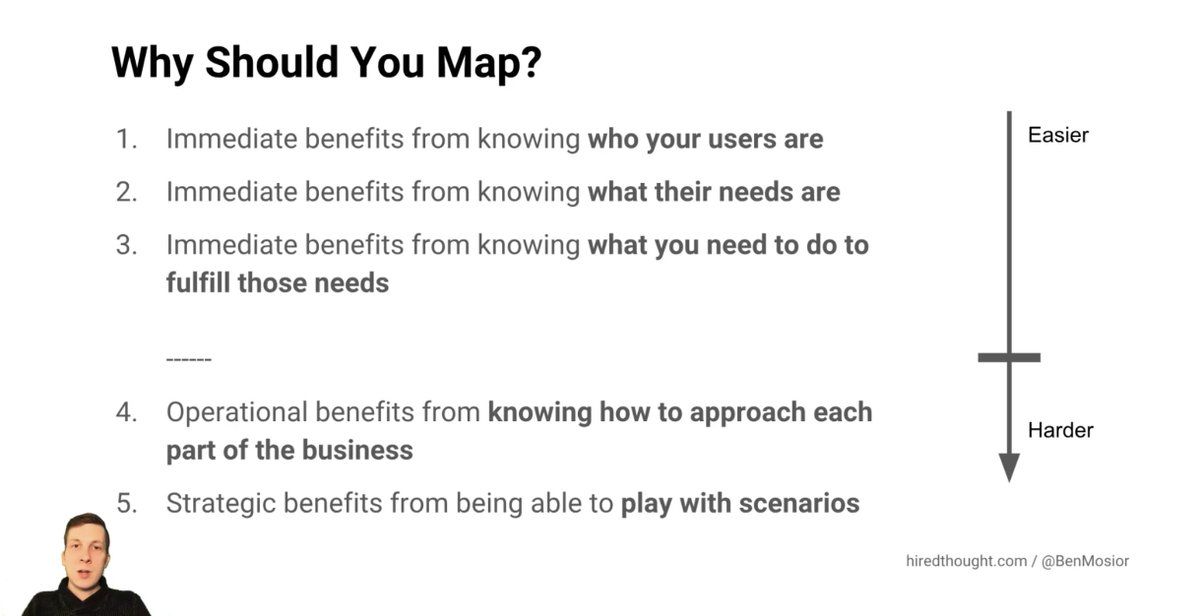 Why Should You Map?
1. Immediate benefits from knowing who your users are
Easier
2. Immediate benefits from knowing what their needs are
3. Immediate benefits from knowing what you need to do to
fulfill those needs
------
4. Operational benefits from knowing how to approach each
part of the business
Harder
5. Strategic benefits from being able to play with scenarios
hiredthought.com / @BenMosior